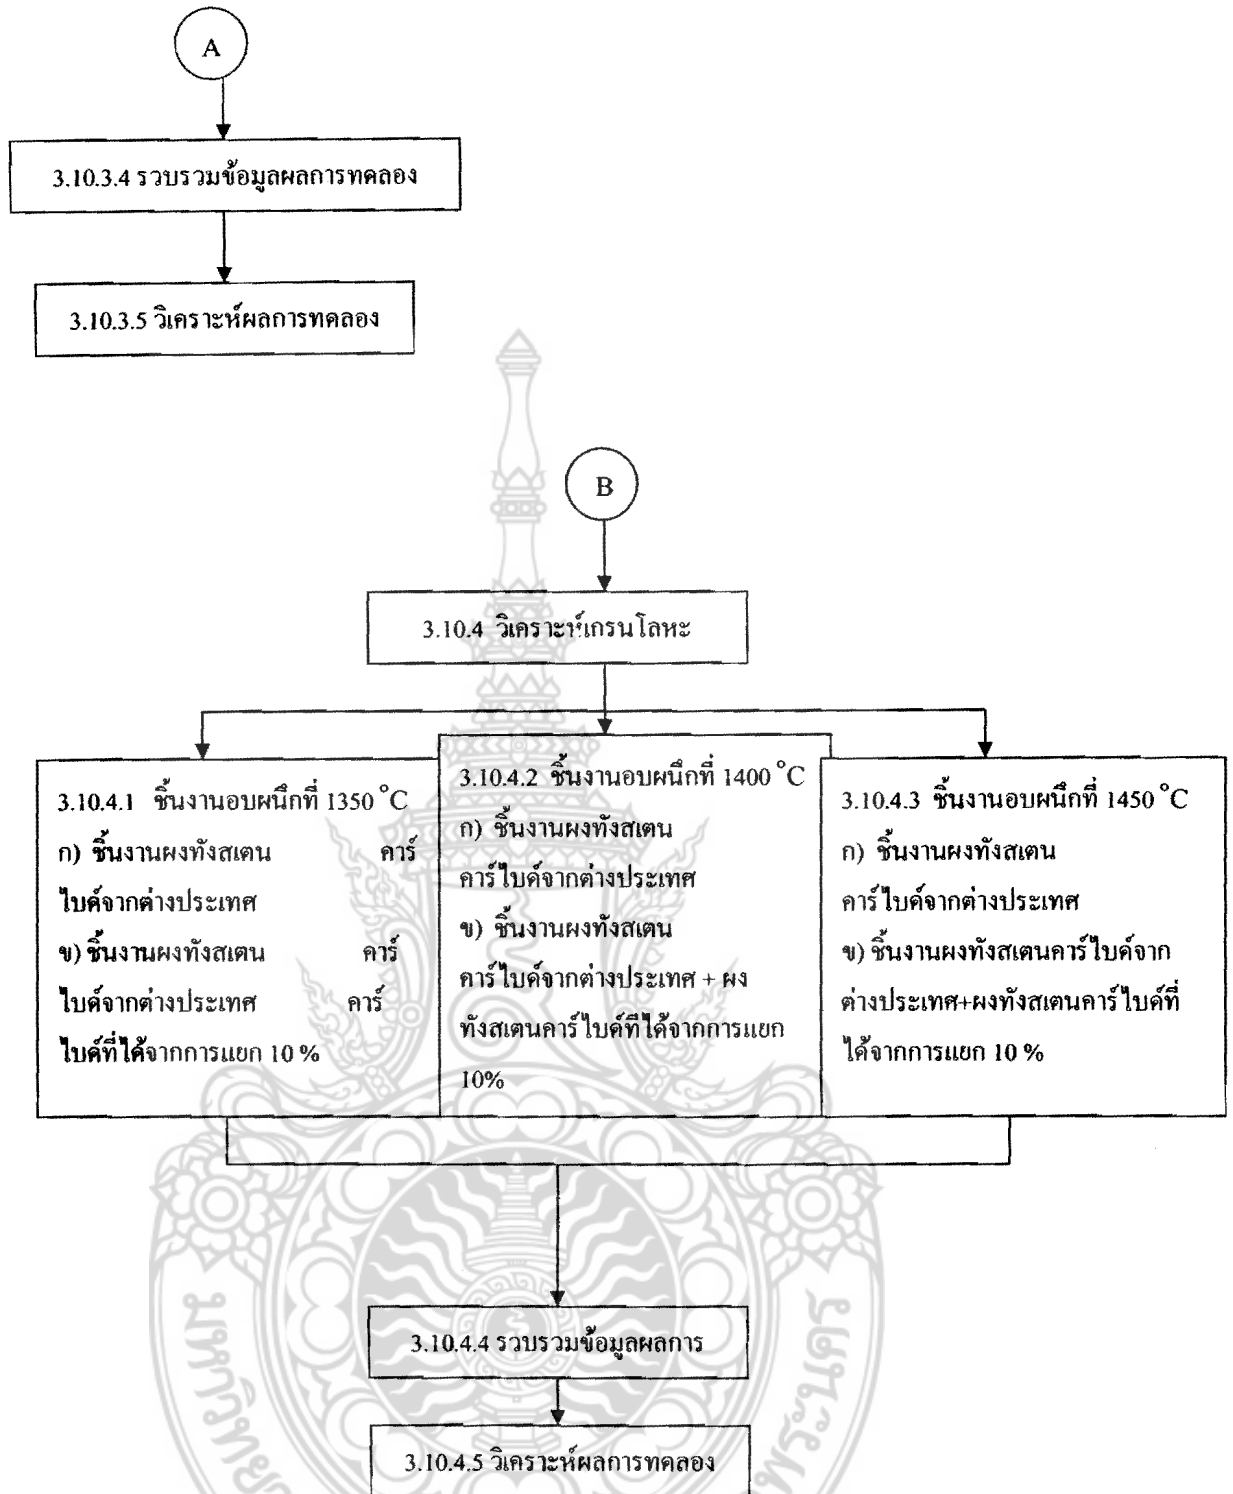 A
3.10.3.4 รวบรวมข้อมูลผลการทดลอง
3.10.3.5 วิเคราะห์ผลการทดลอง
B
3.10.4 วิเคราะห์เกรนโลหะ
3.10.4.1 ชิ้นงานอบผนึกที่ 1350 °C
ก) ชิ้นงานผงทังสเตน คาร์
ไบด์จากต่างประเทศ
ข) ชิ้นงานผงทังสเตน คาร์
ไบด์จากต่างประเทศ คาร์
ไบด์ที่ได้จากการแยก 10 %
3.10.4.2 ชิ้นงานอบผนึกที่ 1400 °C
ก) ชิ้นงานผงทังสเตน
คาร์ไบด์จากต่างประเทศ
ข) ชิ้นงานผงทังสเตน
คาร์ไบด์จากต่างประเทศ + ผง
ทังสเตนคาร์ไบด์ที่ได้จากการแยก
10%
3.10.4.3 ชิ้นงานอบผนึกที่ 1450 °C
ก) ชิ้นงานผงทังสเตน
คาร์ไบด์จากต่างประเทศ
ข) ชิ้นงานผงทังสเตนคาร์ไบด์จาก
ต่างประเทศ+ผงทังสเตนคาร์ไบด์ที่
ได้จากการแยก 10 %
3.10.4.4 รวบรวมข้อมูลผลการ
3.10.4.5 วิเคราะห์ผลการทดลอง